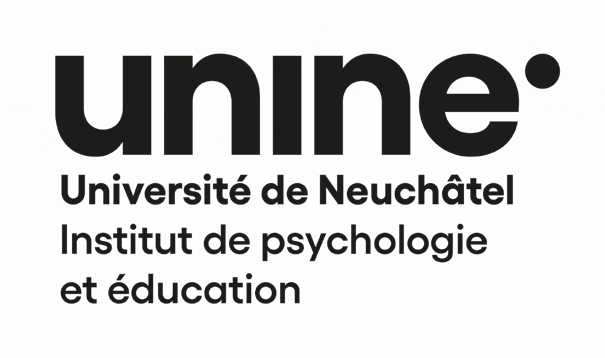 unine
Université de Neuchâtel
Institut de psychologie
et éducation